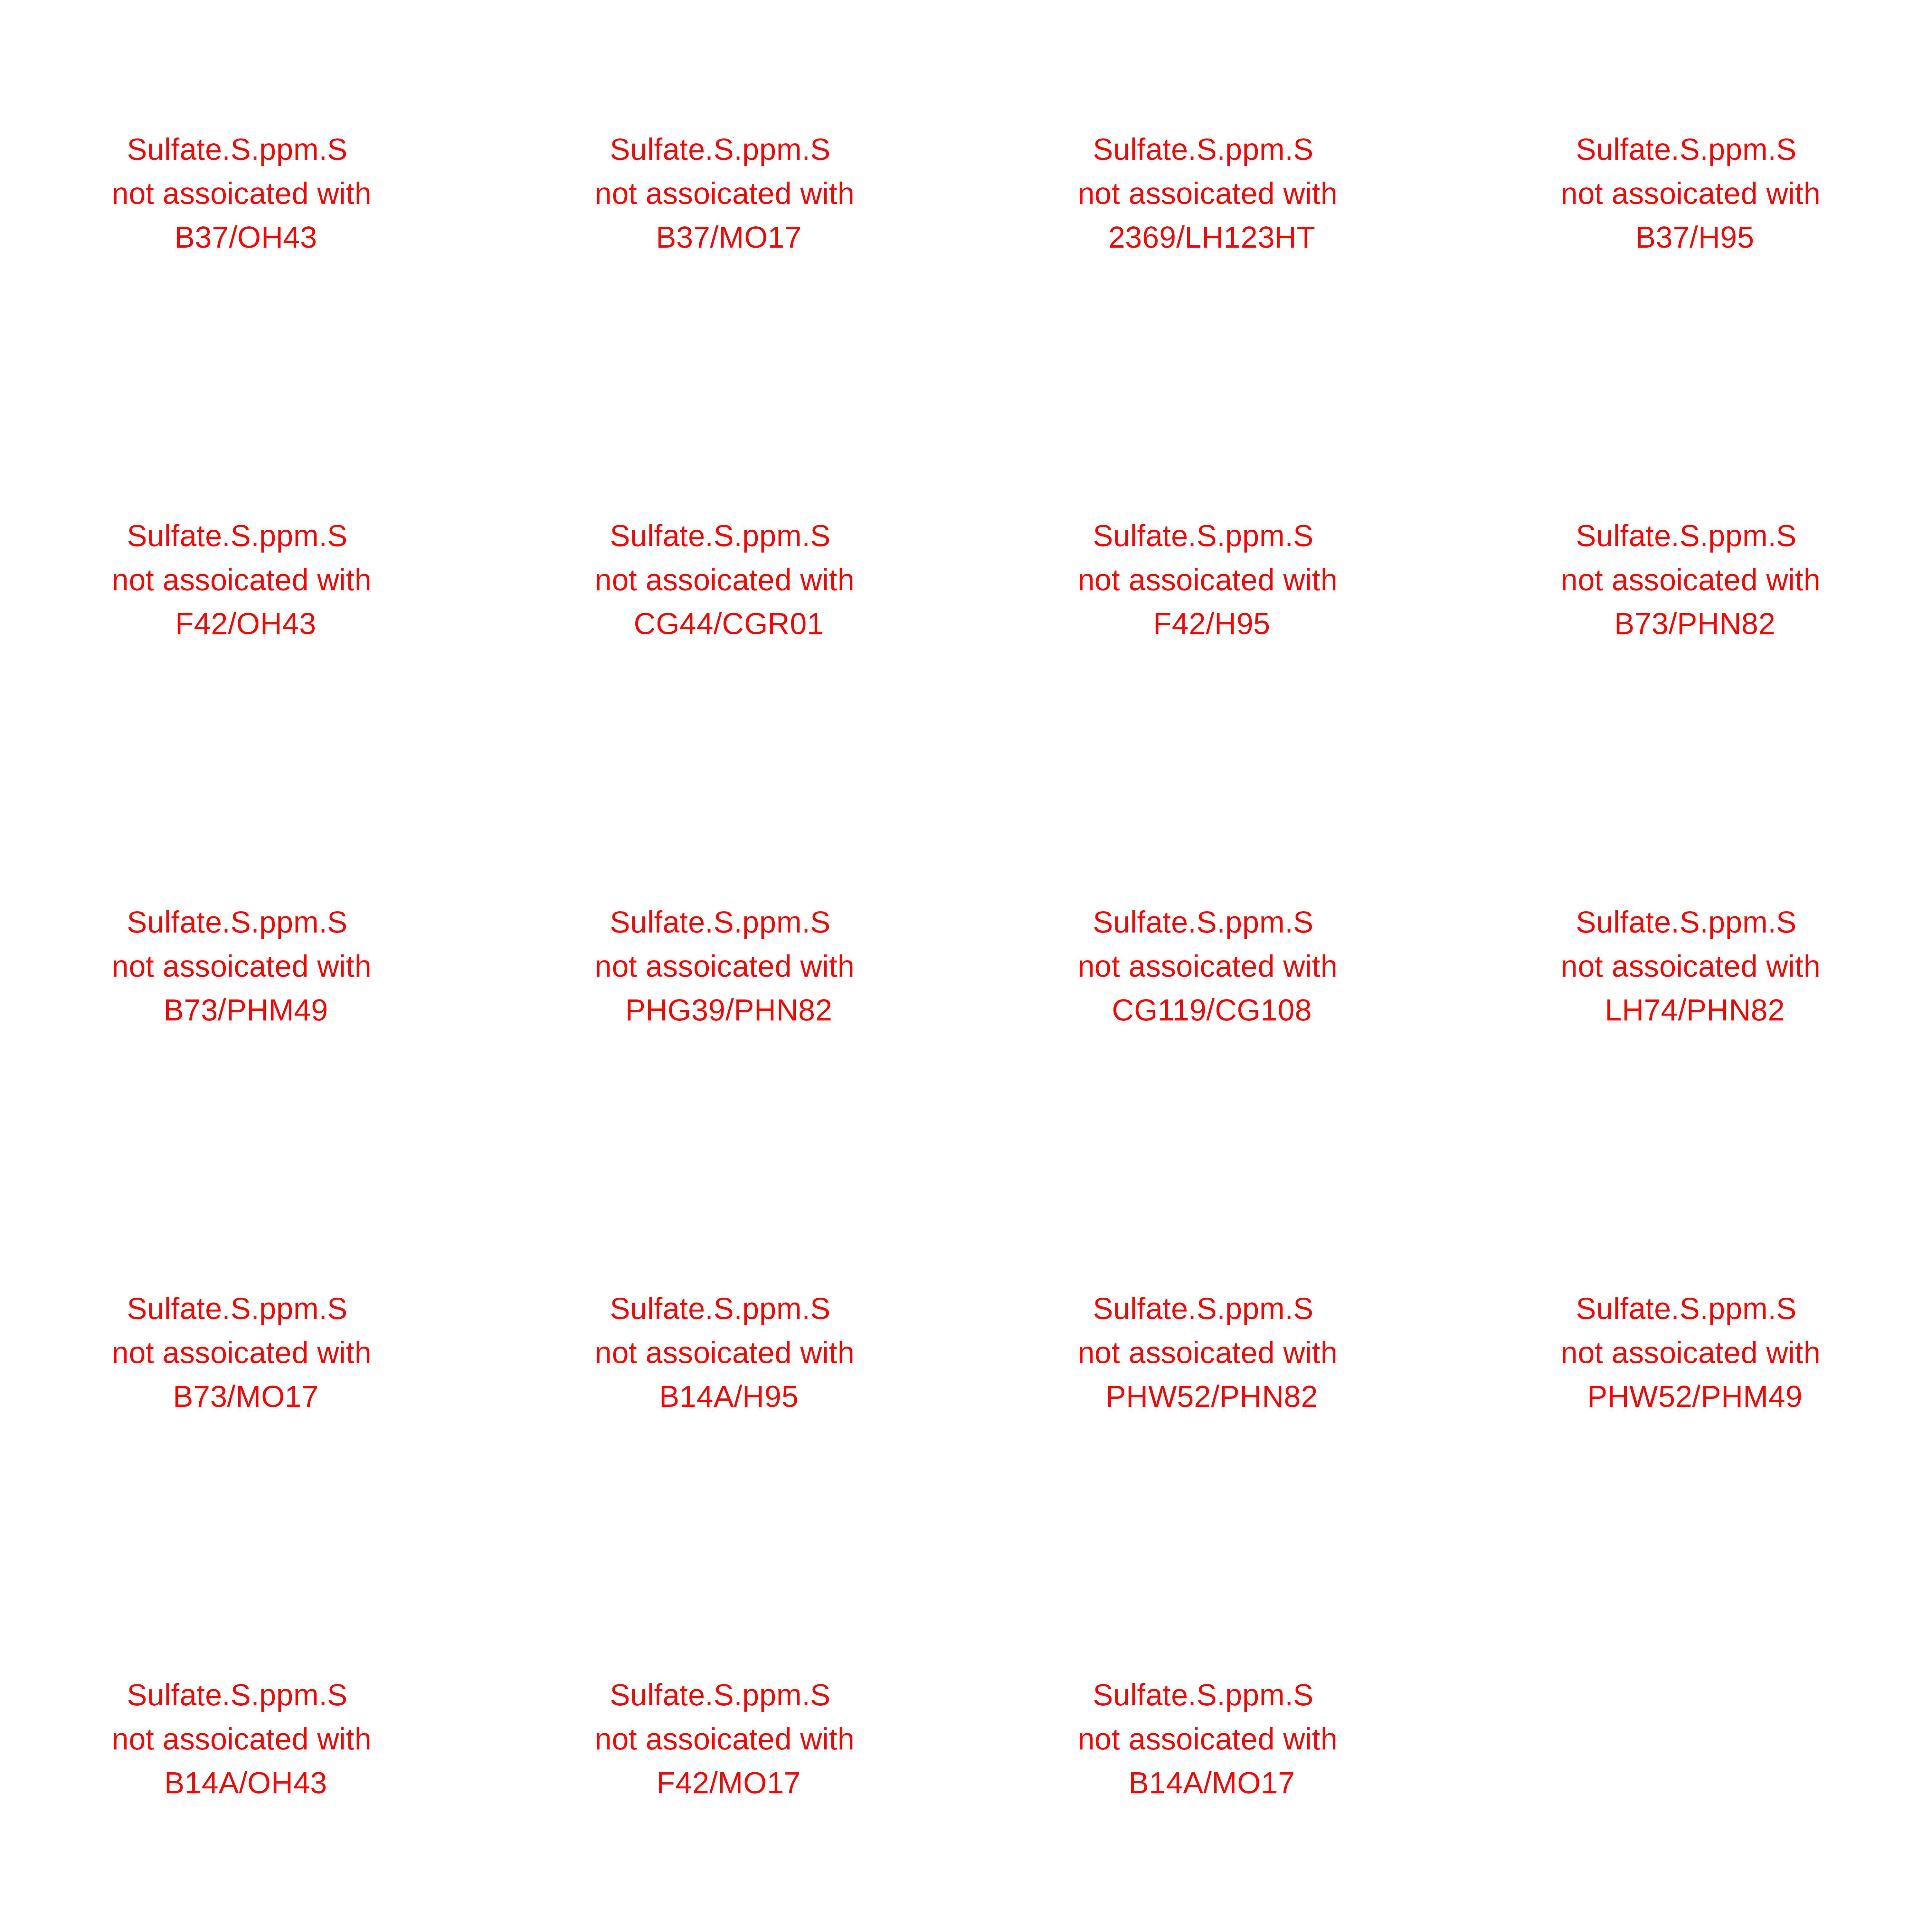 Sulfate.S.ppm.S
not assoicated with
B37/OH43
Sulfate.S.ppm.S
not assoicated with
B37/MO17
Sulfate.S.ppm.S
not assoicated with
2369/LH123HT
Sulfate.S.ppm.S
not assoicated with
B37/H95
Sulfate.S.ppm.S
not assoicated with
F42/OH43
Sulfate.S.ppm.S
not assoicated with
CG44/CGR01
Sulfate.S.ppm.S
not assoicated with
F42/H95
Sulfate.S.ppm.S
not assoicated with
B73/PHN82
Sulfate.S.ppm.S
not assoicated with
B73/PHM49
Sulfate.S.ppm.S
not assoicated with
PHG39/PHN82
Sulfate.S.ppm.S
not assoicated with
CG119/CG108
Sulfate.S.ppm.S
not assoicated with
LH74/PHN82
Sulfate.S.ppm.S
not assoicated with
B73/MO17
Sulfate.S.ppm.S
not assoicated with
B14A/H95
Sulfate.S.ppm.S
not assoicated with
PHW52/PHN82
Sulfate.S.ppm.S
not assoicated with
PHW52/PHM49
Sulfate.S.ppm.S
not assoicated with
B14A/OH43
Sulfate.S.ppm.S
not assoicated with
F42/MO17
Sulfate.S.ppm.S
not assoicated with
B14A/MO17